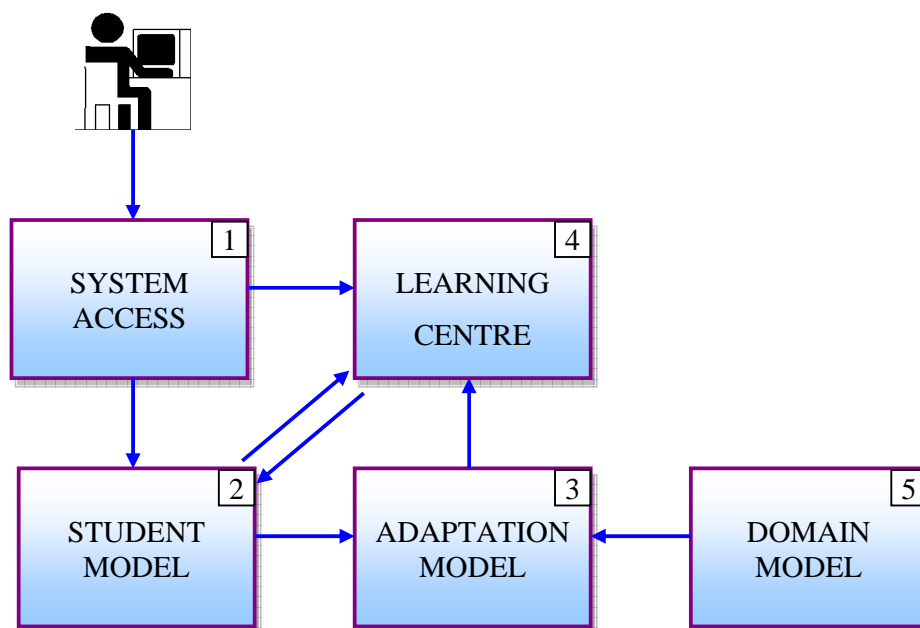 1
SYSTEM
ACCESS
4
LEARNING
CENTRE
2
STUDENT
MODEL
3
ADAPTATION
MODEL
5
DOMAIN
MODEL